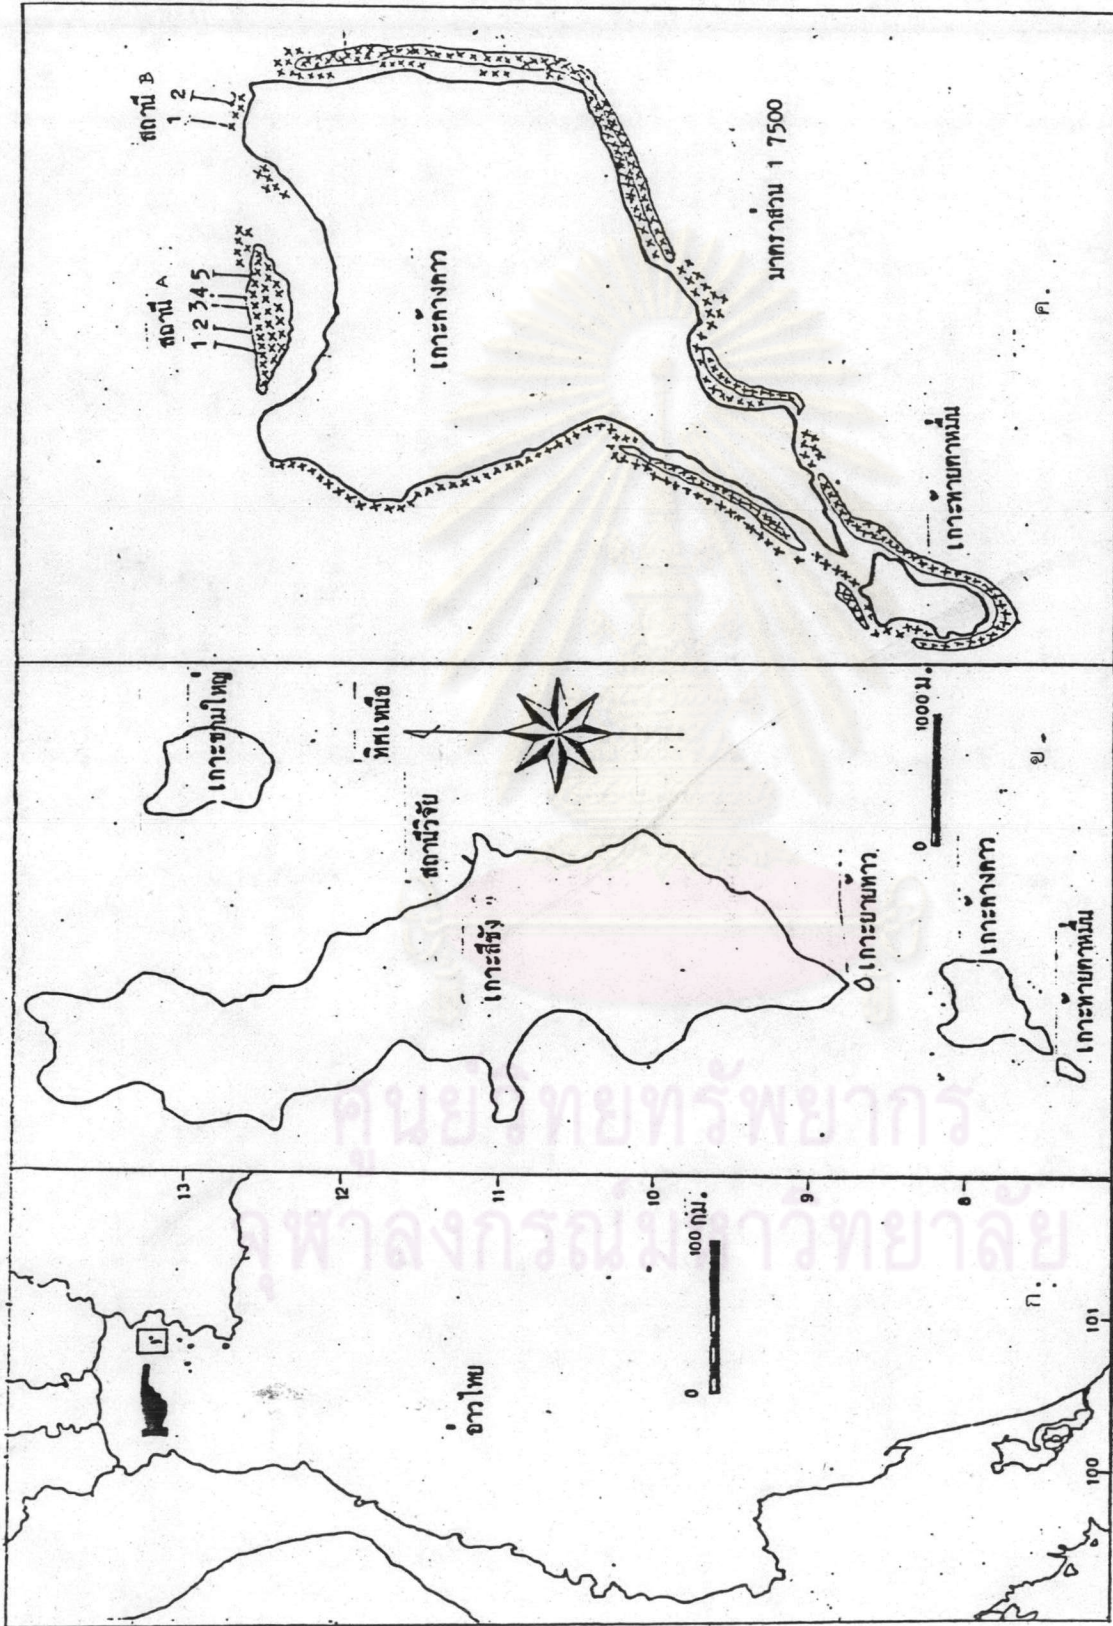 สถานี A
1 2 3 4 5
สถานี B
1 2
เกาะค้างคาว
มาตราส่วน 1 7500
เกาะท้ายตาหมื่น
ค.
เกาะขามใหญ่
ทิศเหนือ
สถานีวิจัย
เกาะสีชัง
เกาะยายท้าว
0 1000 ม.
เกาะค้างคาว
เกาะท้ายตาหมื่น
ข.
13
12
11
10
9
8
อ่าวไทย
0 100 กม.
ก.
100 101
ศูนย์วิทยทรัพยากร
จุฬาลงกรณ์มหาวิทยาลัย